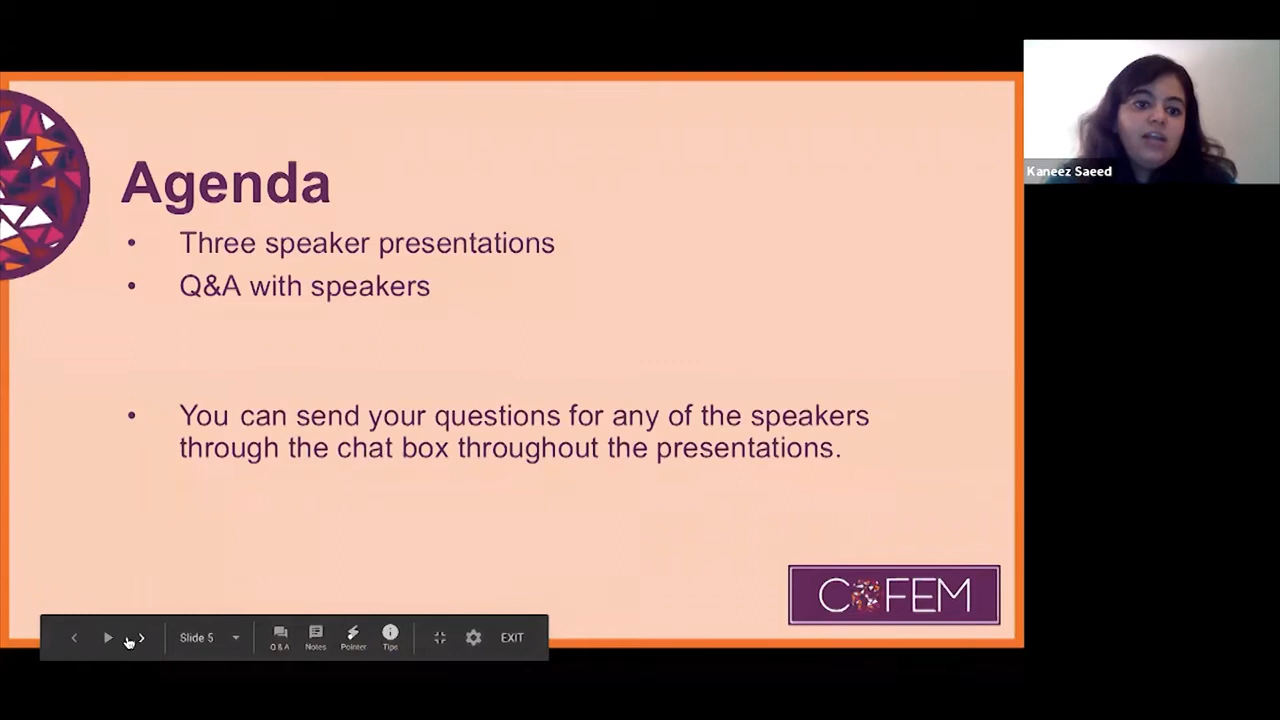 Agenda
• Three speaker presentations
• Q&A with speakers
• You can send your questions for any of the speakers
through the chat box throughout the presentations.
COFEM
Kaneez Saeed
Slide 5
Q & A
Notes
Pointer
Tips
EXIT